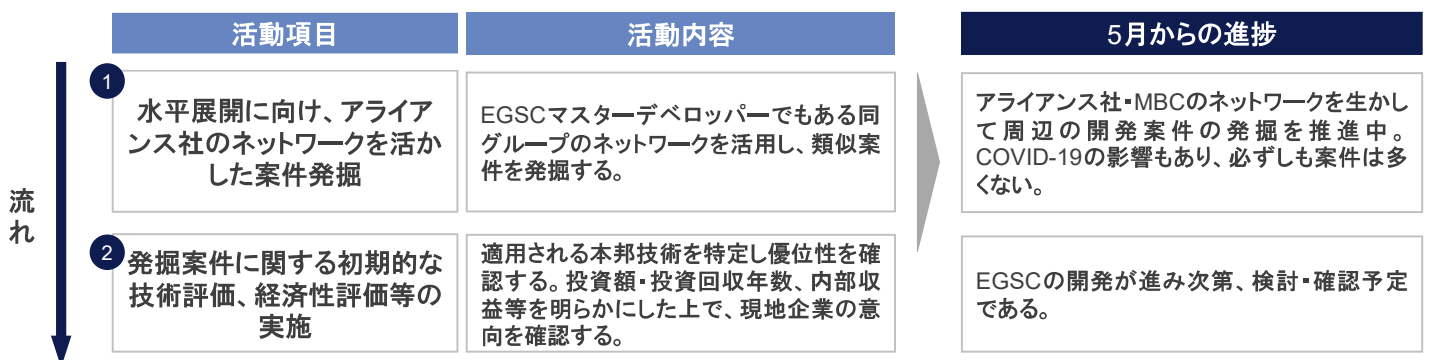 活動項目
活動内容
5月からの進捗
流
れ
1
水平展開に向け、アライア
ンス社のネットワークを活か
した案件発掘
EGSCマスターデベロッパーでもある同
グループのネットワークを活用し、類似案
件を発掘する。
アライアンス社・MBCのネットワークを生かし
て周辺の開発案件の発掘を推進中。
COVID-19の影響もあり、必ずしも案件は多
くない。
2
発掘案件に関する初期的な
技術評価、経済性評価等の
実施
適用される本邦技術を特定し優位性を確
認する。投資額・投資回収年数、内部収
益等を明らかにした上で、現地企業の意
向を確認する。
EGSCの開発が進み次第、検討・確認予定
である。